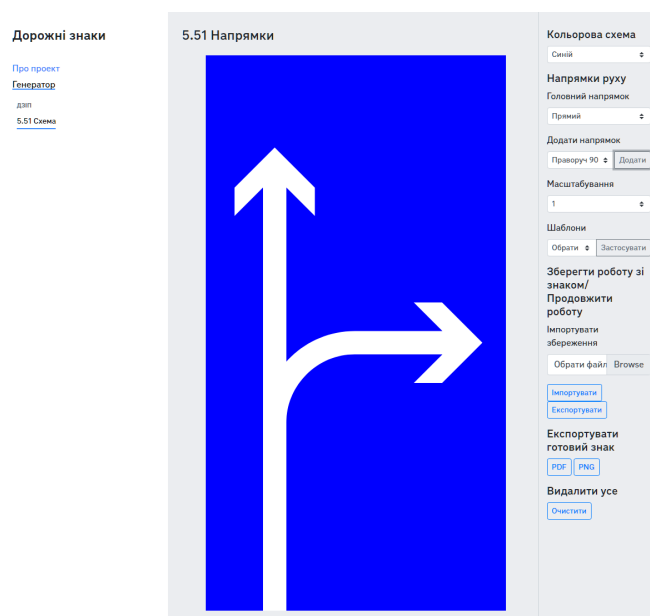 Дорожні знаки
Про проект
Генератор
дзип
5.51 Схема
5.51 Напрямки
Кольорова схема
Синій
Напрямки руху
Головний напрямок
Прямий
Додати напрямок
Праворуч 90
Додати
Масштабування
1
Шаблони
Обрати
Застосувати
Зберегти роботу зі
знаком/
Продовжити
роботу
Імпортувати
збереження
Обрати файл
Browse
Імпортувати
Експортувати
Експортувати
готовий знак
PDF
PNG
Видалити усе
Очистити